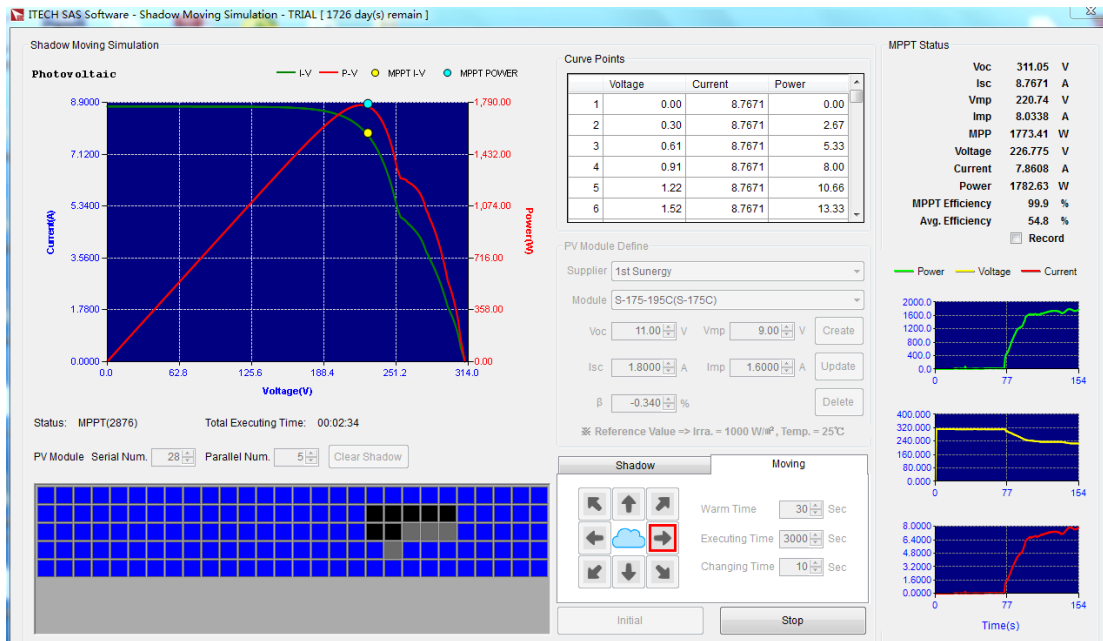 ITECH SAS Software - Shadow Moving Simulation - TRIAL [ 1726 day(s) remain ]
Shadow Moving Simulation
Photovoltaic
I-V P-V MPPT I-V MPPT POWER
8.9000 1,790.00
7.1200 1,432.00
5.3400 1,074.00
3.5600 716.00
1.7800 358.00
0.0000 0.00
Current(A)
Power(W)
0.0 62.8 125.6 188.4 251.2 314.0
Voltage(V)
Status: MPPT(2876) Total Executing Time: 00:02:34
PV Module Serial Num. 28 Parallel Num. 5 Clear Shadow
Curve Points
Voltage Current Power
1 0.00 8.7671 0.00
2 0.30 8.7671 2.67
3 0.61 8.7671 5.33
4 0.91 8.7671 8.00
5 1.22 8.7671 10.66
6 1.52 8.7671 13.33
PV Module Define
Supplier 1st Sunergy
Module S-175-195C(S-175C)
Voc 11.00 V Vmp 9.00 V Create
Isc 1.8000 A Imp 1.6000 A Update
β -0.340 % Delete
※ Reference Value => Irra. = 1000 W/㎡, Temp. = 25℃
Shadow Moving
Warm Time 30 Sec
Executing Time 3000 Sec
Changing Time 10 Sec
Initial Stop
MPPT Status
Voc 311.05 V
Isc 8.7671 A
Vmp 220.74 V
Imp 8.0338 A
MPP 1773.41 W
Voltage 226.775 V
Current 7.8608 A
Power 1782.63 W
MPPT Efficiency 99.9 %
Avg. Efficiency 54.8 %
Record
Power Voltage Current
2000.0
1600.0
1200.0
800.0
400.0
0.0
0 77 154
400.000
320.000
240.000
160.000
80.000
0.000
0 77 154
8.0000
6.4000
4.8000
3.2000
1.6000
0.0000
0 77 154
Time(s)